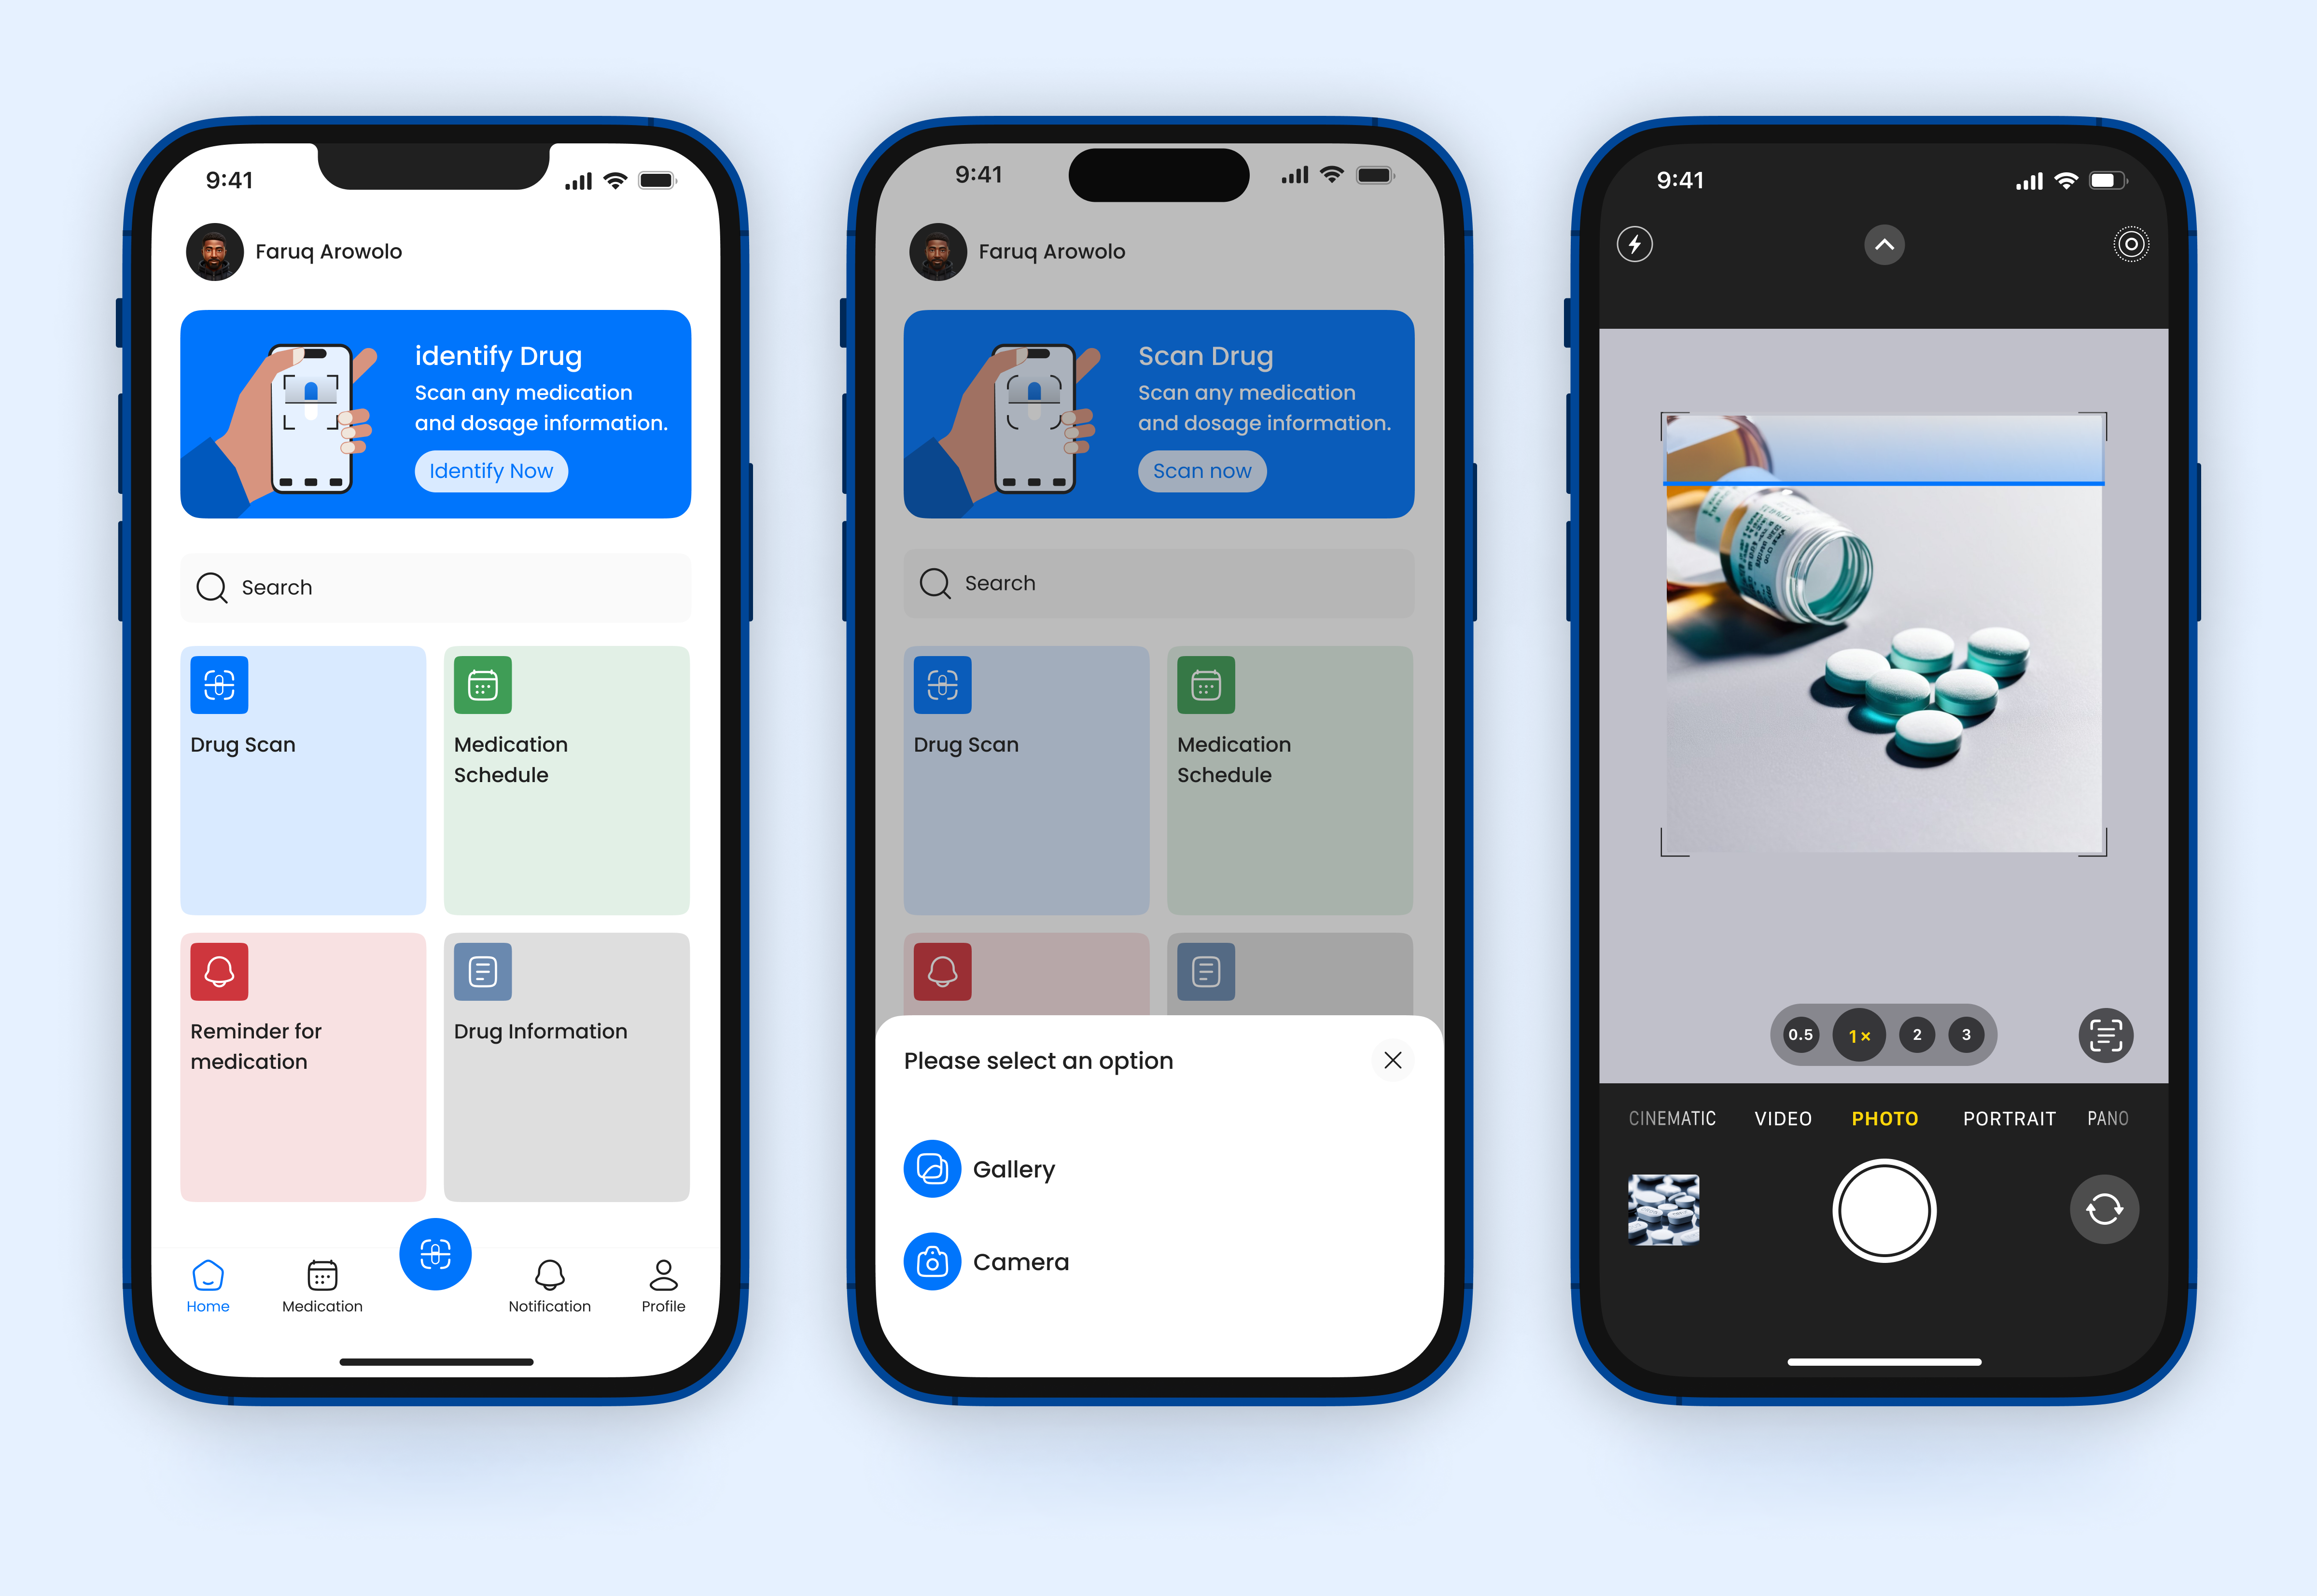 9:41
Faruq Arowolo
identify Drug
Scan any medication
and dosage information.
Identify Now
Search
Drug Scan
Medication
Schedule
Reminder for
medication
Drug Information
Home
Medication
Notification
Profile
9:41
Faruq Arowolo
Scan Drug
Scan any medication
and dosage information.
Scan now
Search
Drug Scan
Medication
Schedule
Please select an option
Gallery
Camera
9:41
0.5
1×
2
3
CINEMATIC
VIDEO
PHOTO
PORTRAIT
PANO